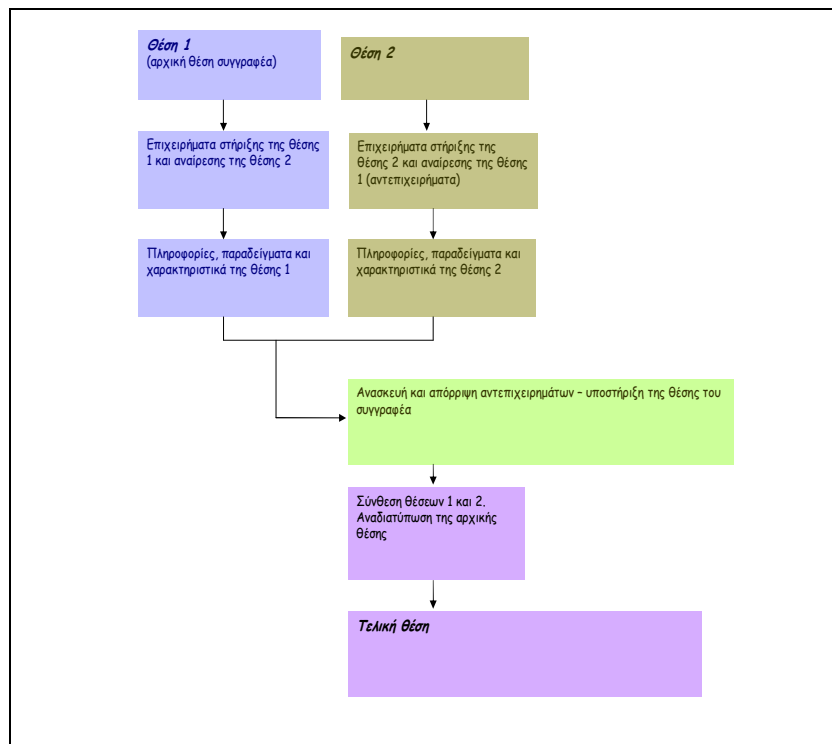 Θέση 1
(αρχική θέση συγγραφέα)
Θέση 2
Επιχειρήματα στήριξης της θέσης
1 και αναίρεσης της θέσης 2
Επιχειρήματα στήριξης της
θέσης 2 και αναίρεσης της θέσης
1 (αντεπιχειρήματα)
Πληροφορίες, παραδείγματα και
χαρακτηριστικά της θέσης 1
Πληροφορίες, παραδείγματα και
χαρακτηριστικά της θέσης 2
Ανασκευή και απόρριψη αντεπιχειρημάτων – υποστήριξη της θέσης του
συγγραφέα
Σύνθεση θέσεων 1 και 2.
Αναδιατύπωση της αρχικής
θέσης
Τελική θέση